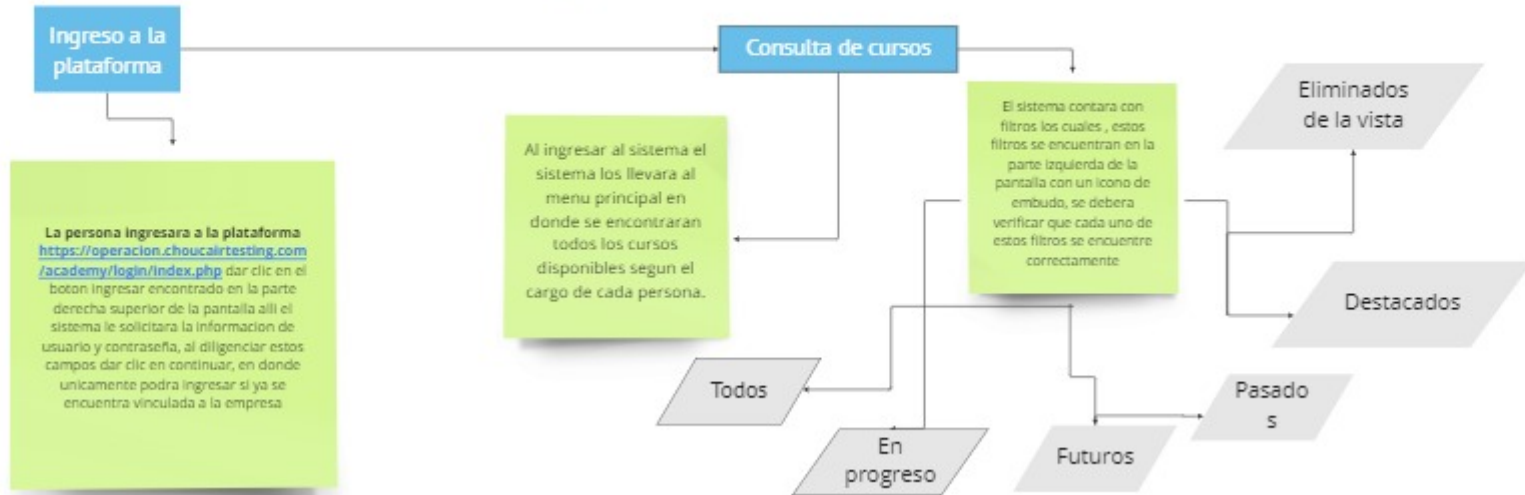 Ingreso a la
plataforma
Consulta de cursos
La persona ingresara a la plataforma
https://operacion.choucairtesting.com
/academy/login/index.php dar clic en el
boton ingresar encontrado en la parte
derecha superior de la pantalla alli el
sistema le solicitara la informacion de
usuario y contraseña, al diligenciar estos
campos dar clic en continuar, en donde
unicamente podra ingresar si ya se
encuentra vinculada a la empresa
Al ingresar al sistema el
sistema los llevara al
menu principal en
donde se encontraran
todos los cursos
disponibles segun el
cargo de cada persona.
El sistema contara con
filtros los cuales , estos
filtros se encuentran en la
parte izquierda de la
pantalla con un icono de
embudo, se debera
verificar que cada uno de
estos filtros se encuentre
correctamente
Eliminados
de la vista
Destacados
Todos
En
progreso
Futuros
Pasado
s